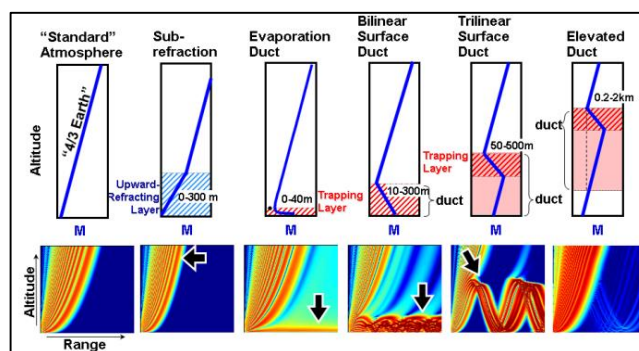 “Standard”
Atmosphere
Sub-
refraction
Evaporation
Duct
Bilinear
Surface
Duct
Trilinear
Surface
Duct
Elevated Duct
Altitude
“4/3 Earth”
Upward-
Refracting
Layer
0-300 m
0-40m
Trapping
Layer
10-300m
Trapping
Layer
duct
50-500m
Trapping
Layer
duct
0.2-2km
duct
M
M
M
M
M
M
Altitude
Range